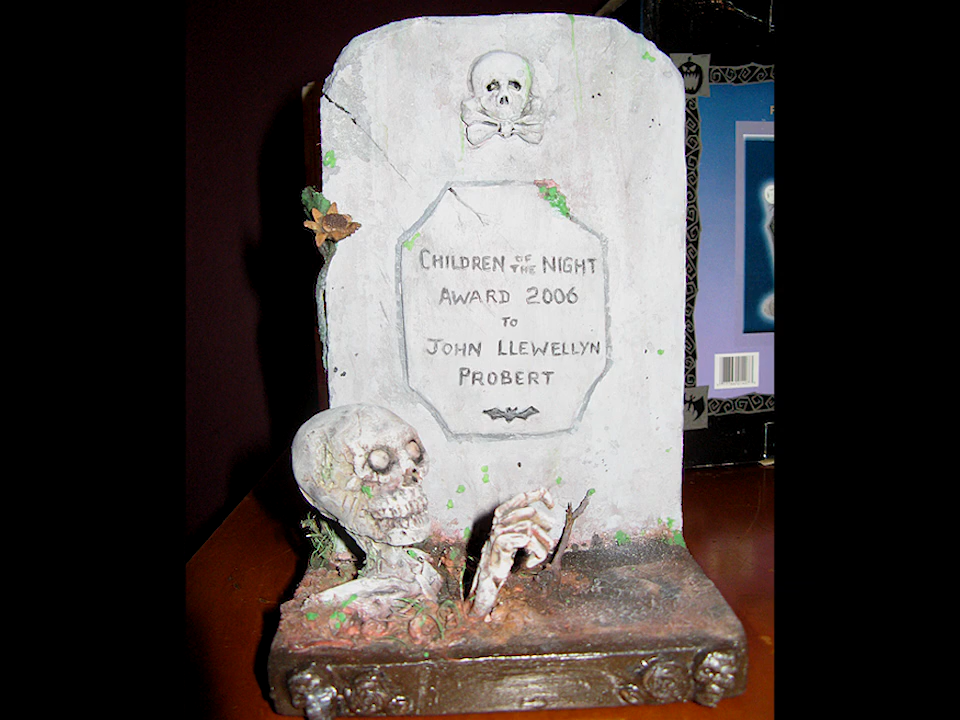 CHILDREN OF THE NIGHT
AWARD 2006
TO
JOHN LLEWELLYN
PROBERT